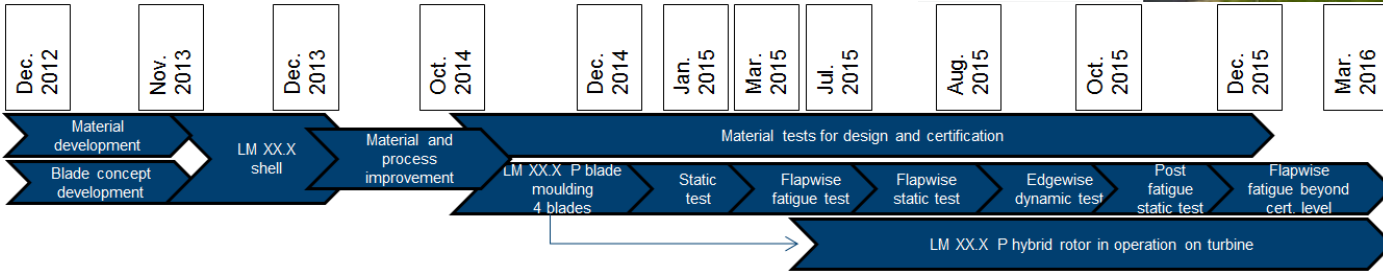 Dec.
2012
Nov.
2013
Dec.
2013
Oct.
2014
Dec.
2014
Jan.
2015
Mar.
2015
Jul.
2015
Aug.
2015
Oct.
2015
Dec.
2015
Mar.
2016
Material
development
Blade concept
development
LM XX.X
shell
Material and
process
improvement
Material tests for design and certification
LM XX.X P blade
moulding
4 blades
Static
test
Flapwise
fatigue test
Flapwise
static test
Edgewise
dynamic test
Post
fatigue
static test
Flapwise
fatigue beyond
cert. level
LM XX.X P hybrid rotor in operation on turbine